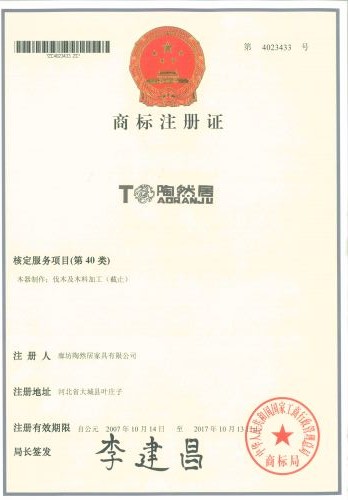 *ZC4023433 ZC*
第 4023433 号
商标注册证
T 陶然居
AORANJU
核定服务项目(第 40 类)
木器制作；伐木及木料加工（截止）
注 册 人 廊坊陶然居家具有限公司
注册地址 河北省大城县叶庄子
注册有效期限 自公元 2007 年 10 月 14 日 至 2017 年 10 月 13 日
局长签发 李建昌
中华人民共和国国家工商行政管理总局
商标局